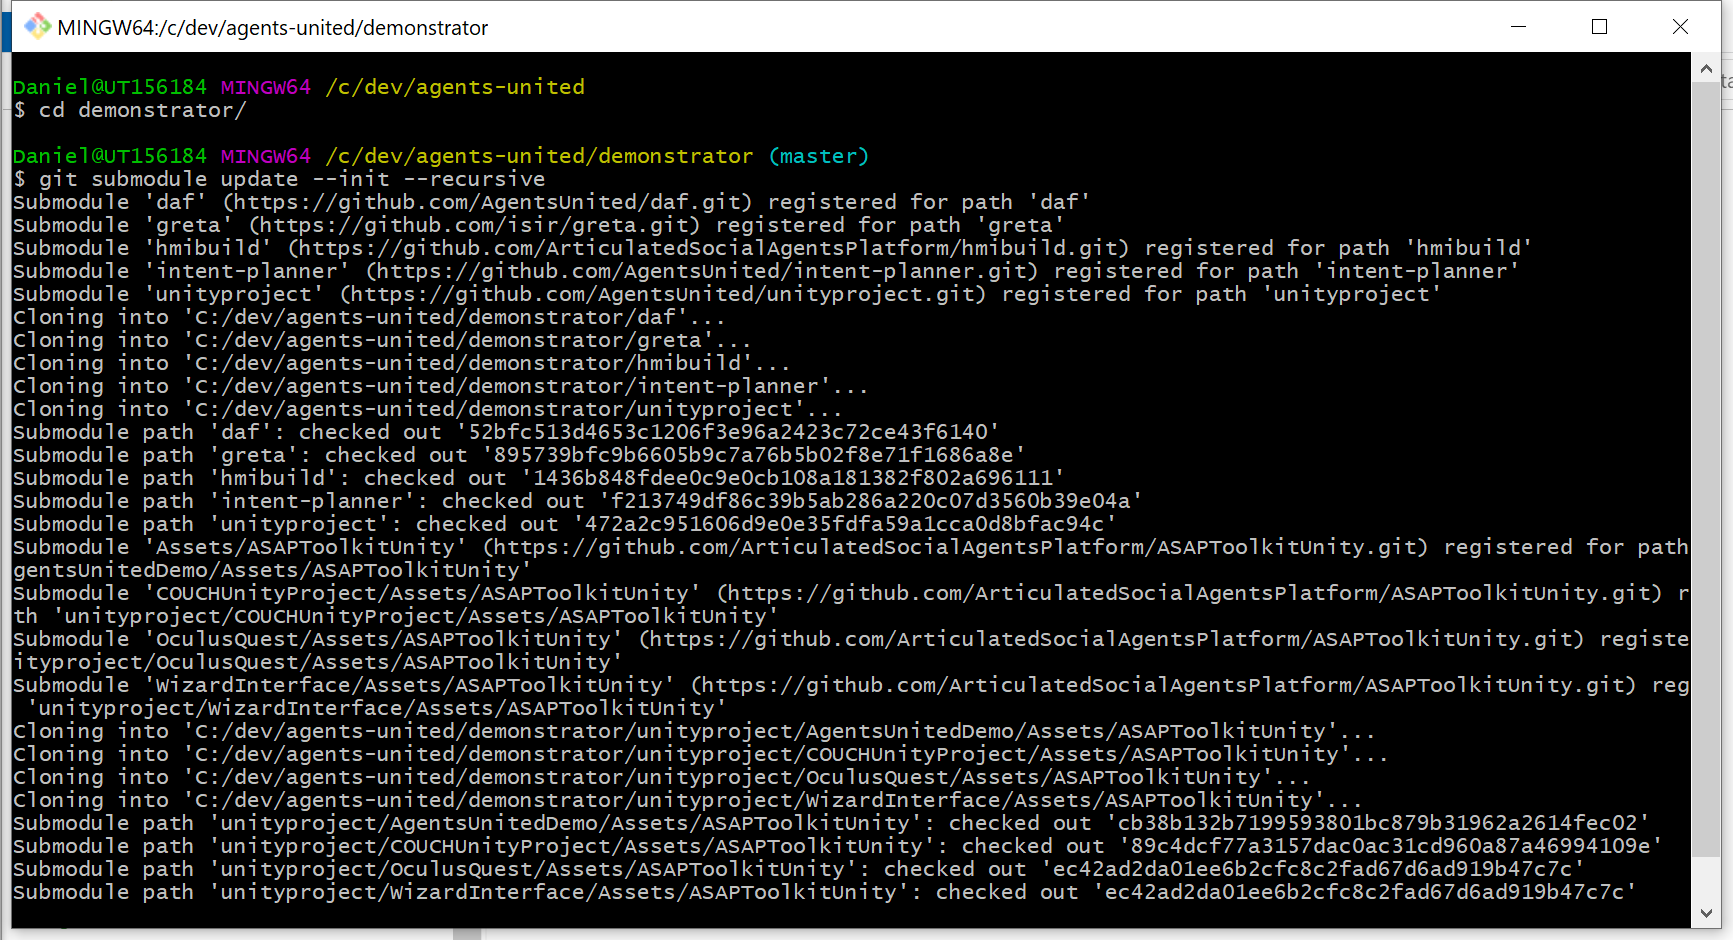 MINGW64:/c/dev/agents-united/demonstrator
Daniel@UT156184 MINGW64 /c/dev/agents-united
$ cd demonstrator/
Daniel@UT156184 MINGW64 /c/dev/agents-united/demonstrator (master)
$ git submodule update --init --recursive
Submodule 'daf' (https://github.com/AgentsUnited/daf.git) registered for path 'daf'
Submodule 'greta' (https://github.com/isir/greta.git) registered for path 'greta'
Submodule 'hmibuild' (https://github.com/ArticulatedSocialAgentsPlatform/hmibuild.git) registered for path 'hmibuild'
Submodule 'intent-planner' (https://github.com/AgentsUnited/intent-planner.git) registered for path 'intent-planner'
Submodule 'unityproject' (https://github.com/AgentsUnited/unityproject.git) registered for path 'unityproject'
Cloning into 'C:/dev/agents-united/demonstrator/daf'...
Cloning into 'C:/dev/agents-united/demonstrator/greta'...
Cloning into 'C:/dev/agents-united/demonstrator/hmibuild'...
Cloning into 'C:/dev/agents-united/demonstrator/intent-planner'...
Cloning into 'C:/dev/agents-united/demonstrator/unityproject'...
Submodule path 'daf': checked out '52bfc513d4653c1206f3e96a2423c72ce43f6140'
Submodule path 'greta': checked out '895739bfc9b6605b9c7a76b5b02f8e71f1686a8e'
Submodule path 'hmibuild': checked out '1436b848fdee0c9e0cb108a181382f802a696111'
Submodule path 'intent-planner': checked out 'f213749df86c39b5ab286a220c07d3560b39e04a'
Submodule path 'unityproject': checked out '472a2c951606d9e0e35fdfa59a1cca0d8bfac94c'
Submodule 'Assets/ASAPToolkitUnity' (https://github.com/ArticulatedSocialAgentsPlatform/ASAPToolkitUnity.git) registered for path
gentsUnitedDemo/Assets/ASAPToolkitUnity'
Submodule 'COUCHUnityProject/Assets/ASAPToolkitUnity' (https://github.com/ArticulatedSocialAgentsPlatform/ASAPToolkitUnity.git) r
th 'unityproject/COUCHUnityProject/Assets/ASAPToolkitUnity'
Submodule 'OculusQuest/Assets/ASAPToolkitUnity' (https://github.com/ArticulatedSocialAgentsPlatform/ASAPToolkitUnity.git) registe
ityproject/OculusQuest/Assets/ASAPToolkitUnity'
Submodule 'WizardInterface/Assets/ASAPToolkitUnity' (https://github.com/ArticulatedSocialAgentsPlatform/ASAPToolkitUnity.git) reg
'unityproject/WizardInterface/Assets/ASAPToolkitUnity'
Cloning into 'C:/dev/agents-united/demonstrator/unityproject/AgentsUnitedDemo/Assets/ASAPToolkitUnity'...
Cloning into 'C:/dev/agents-united/demonstrator/unityproject/COUCHUnityProject/Assets/ASAPToolkitUnity'...
Cloning into 'C:/dev/agents-united/demonstrator/unityproject/OculusQuest/Assets/ASAPToolkitUnity'...
Cloning into 'C:/dev/agents-united/demonstrator/unityproject/WizardInterface/Assets/ASAPToolkitUnity'...
Submodule path 'unityproject/AgentsUnitedDemo/Assets/ASAPToolkitUnity': checked out 'cb38b132b7199593801bc879b31962a2614fec02'
Submodule path 'unityproject/COUCHUnityProject/Assets/ASAPToolkitUnity': checked out '89c4dcf77a3157dac0ac31cd960a87a46994109e'
Submodule path 'unityproject/OculusQuest/Assets/ASAPToolkitUnity': checked out 'ec42ad2da01ee6b2cfc8c2fad67d6ad919b47c7c'
Submodule path 'unityproject/WizardInterface/Assets/ASAPToolkitUnity': checked out 'ec42ad2da01ee6b2cfc8c2fad67d6ad919b47c7c'